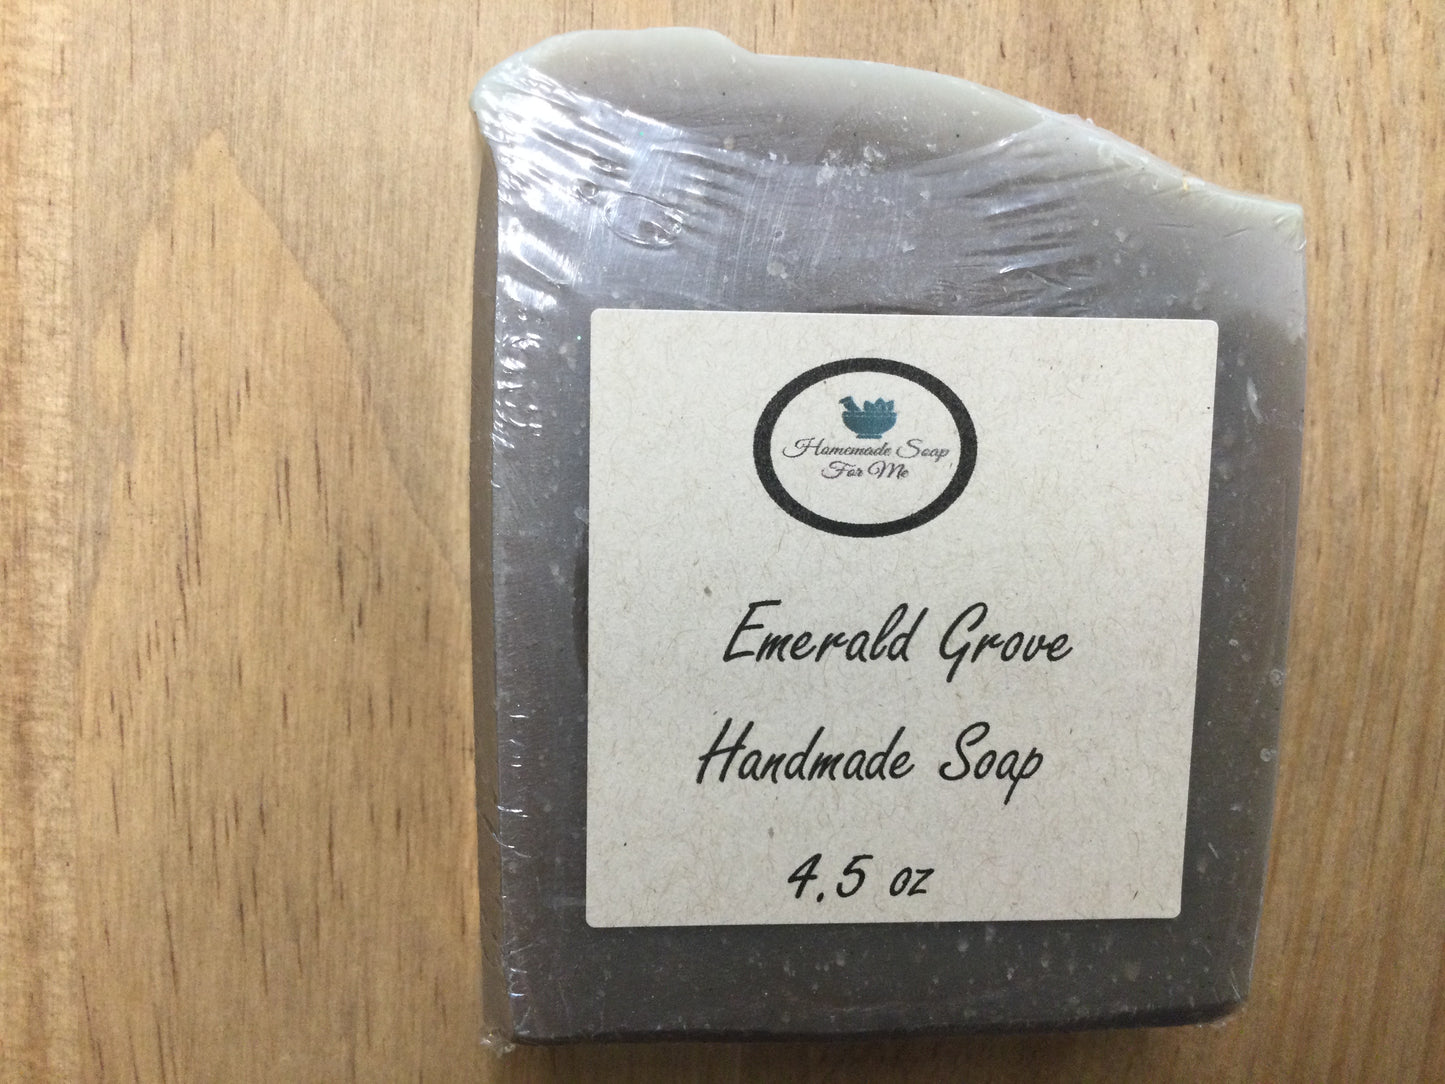 Homemade Soap
For Me
Emerald Grove
Handmade Soap
4.5 oz